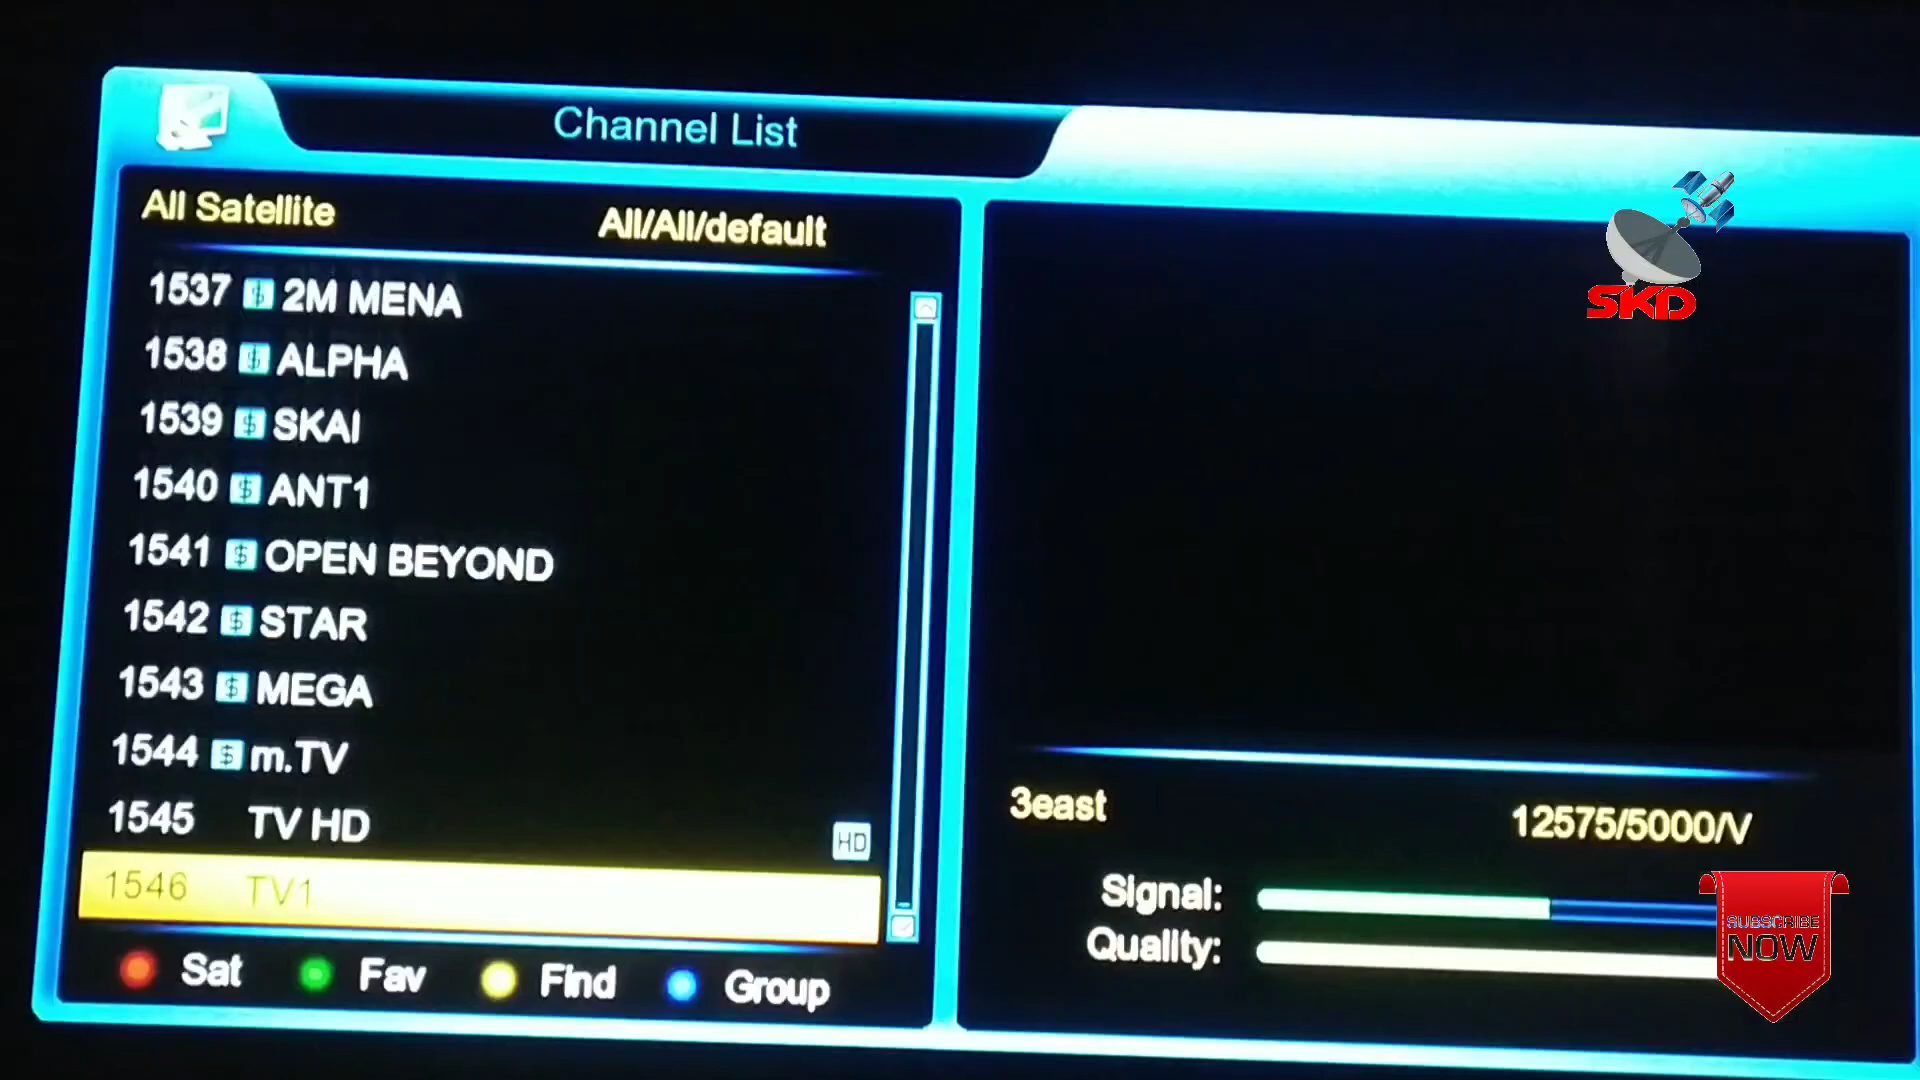 Channel List
All Satellite All/All/default
1537 $ 2M MENA
1538 $ ALPHA
1539 $ SKAI
1540 $ ANT1
1541 $ OPEN BEYOND
1542 $ STAR
1543 $ MEGA
1544 $ m.TV
1545 TV HD HD
1546 TV1
Sat Fav Find Group
SKD
3east 12575/5000/V
Signal:
Quality:
SUBSCRIBE
NOW